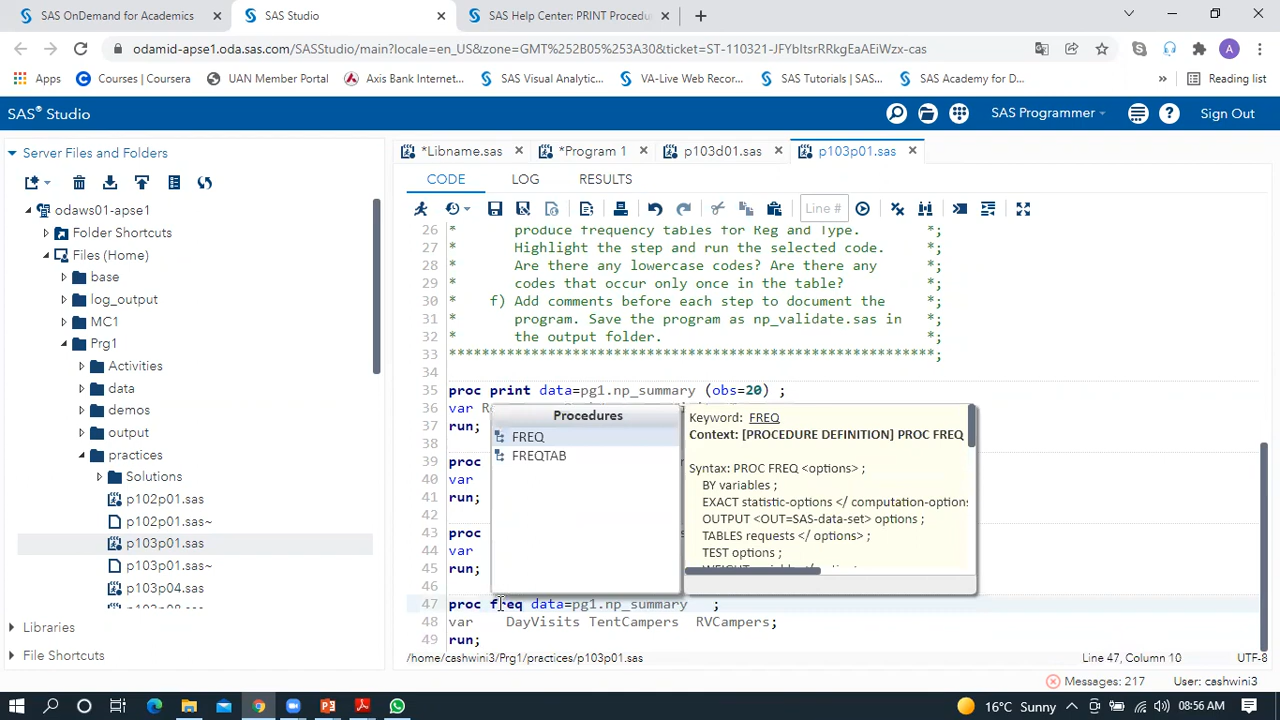 SAS OnDemand for Academics
SAS Studio
SAS Help Center: PRINT Procedu
odamid-apse1.oda.sas.com/SASStudio/main?locale=en_US&zone=GMT%252B05%253A30&ticket=ST-110321-JFYbItsrRRkgEaAEiWzx-cas
A
Apps
Courses | Coursera
UAN Member Portal
Axis Bank Internet...
SAS Visual Analytic...
VA-Live Web Recor...
SAS Tutorials | SAS...
SAS Academy for D...
»
Reading list
SAS® Studio
SAS Programmer
Sign Out
Server Files and Folders
odaws01-apse1
Folder Shortcuts
Files (Home)
base
log_output
MC1
Prg1
Activities
data
demos
output
practices
Solutions
p102p01.sas
p102p01.sas~
p103p01.sas
p103p01.sas~
p103p04.sas
Libraries
File Shortcuts
*Libname.sas
*Program 1
p103d01.sas
p103p01.sas
CODE
LOG
RESULTS
Line #
26 * produce frequency tables for Reg and Type. *;
27 * Highlight the step and run the selected code. *;
28 * Are there any lowercase codes? Are there any *;
29 * codes that occur only once in the table? *;
30 * f) Add comments before each step to document the *;
31 * program. Save the program as np_validate.sas in *;
32 * the output folder. *;
33 ***********************************************************;
34
35 proc print data=pg1.np_summary (obs=20) ;
36 var
37 run;
38
39 proc
40 var
41 run;
42
43 proc
44 var
45 run;
46
47 proc freq data=pg1.np_summary ;
48 var DayVisits TentCampers RVCampers;
49 run;
Procedures
FREQ
FREQTAB
Keyword: FREQ
Context: [PROCEDURE DEFINITION] PROC FREQ
Syntax: PROC FREQ <options> ;
BY variables ;
EXACT statistic-options </ computation-options
OUTPUT <OUT=SAS-data-set> options ;
TABLES requests </ options> ;
TEST options ;
/home/cashwini3/Prg1/practices/p103p01.sas
Line 47, Column 10
UTF-8
Messages: 217
User: cashwini3
16°C Sunny
08:56 AM